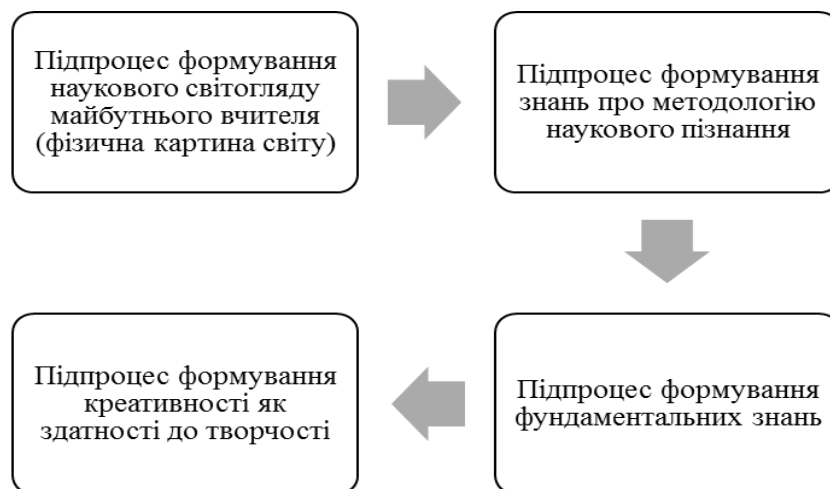 Підпроцес формування
наукового світогляду
майбутнього вчителя
(фізична картина світу)
Підпроцес формування
знань про методологію
наукового пізнання
Підпроцес формування
фундаментальних знань
Підпроцес формування
креативності як
здатності до творчості